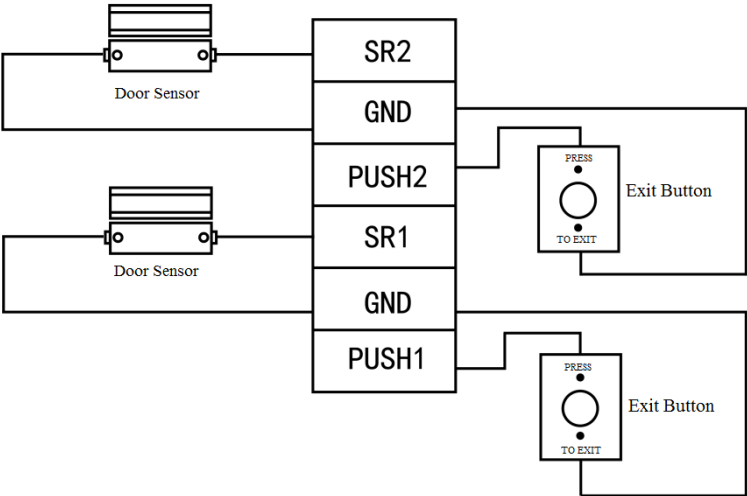 SR2
Door Sensor
GND
PUSH2
PRESS
Exit Button
TO EXIT
SR1
Door Sensor
GND
PUSH1
PRESS
Exit Button
TO EXIT